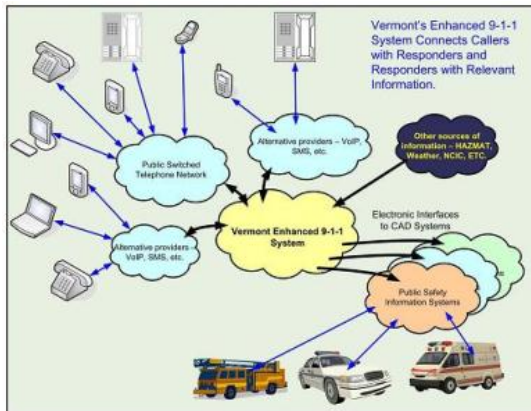 Vermont's Enhanced 9-1-1
System Connects Callers
with Responders and
Responders with Relevant
Information.
Alternative providers – VoIP,
SMS, etc.
Other sources of
information – HAZMAT,
Weather, NCIC, ETC.
Public Switched
Telephone Network
Electronic Interfaces
to CAD Systems
Vermont Enhanced 9-1-1
System
Alternative providers –
VoIP, SMS, etc.
Public Safety
Information Systems